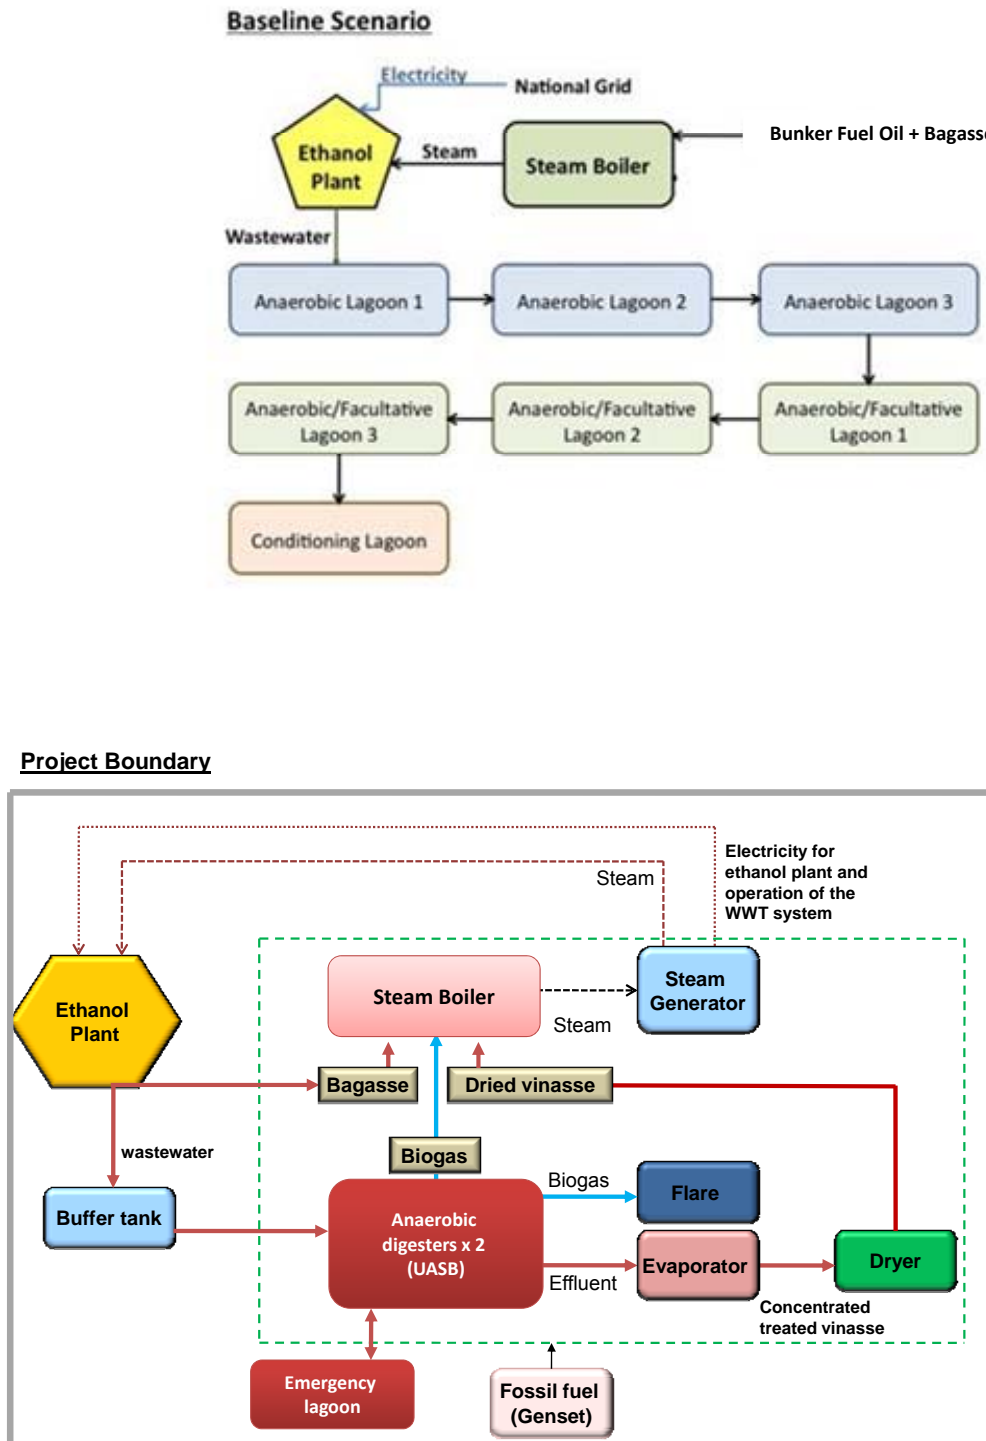 Baseline Scenario
Electricity
National Grid
Bunker Fuel Oil + Bagasse
Ethanol
Plant
Steam
Steam Boiler
Wastewater
Anaerobic Lagoon 1
Anaerobic Lagoon 2
Anaerobic Lagoon 3
Anaerobic/Facultative
Lagoon 3
Anaerobic/Facultative
Lagoon 2
Anaerobic/Facultative
Lagoon 1
Conditioning Lagoon
Project Boundary
Electricity for
ethanol plant and
operation of the
WWT system
Steam
Ethanol
Plant
Steam Boiler
Steam
Steam
Generator
Bagasse
Dried vinasse
wastewater
Biogas
Biogas
Flare
Buffer tank
Anaerobic
digesters x 2
(UASB)
Effluent
Evaporator
Dryer
Concentrated
treated vinasse
Emergency
lagoon
Fossil fuel
(Genset)